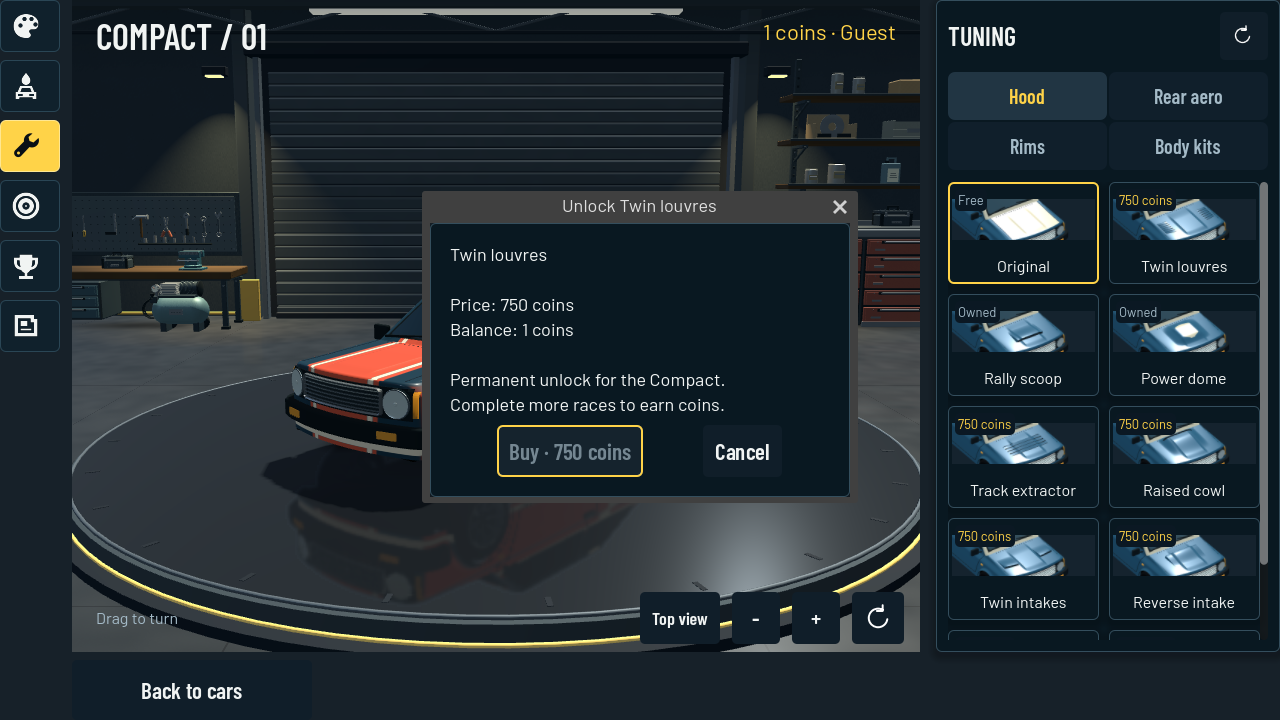 COMPACT / 01
1 coins · Guest
TUNING
Hood
Rear aero
Rims
Body kits
Free
Original
750 coins
Twin louvres
Owned
Rally scoop
Owned
Power dome
750 coins
Track extractor
750 coins
Raised cowl
750 coins
Twin intakes
750 coins
Reverse intake
Unlock Twin louvres
Twin louvres
Price: 750 coins
Balance: 1 coins
Permanent unlock for the Compact.
Complete more races to earn coins.
Buy · 750 coins
Cancel
Drag to turn
Top view
-
+
Back to cars